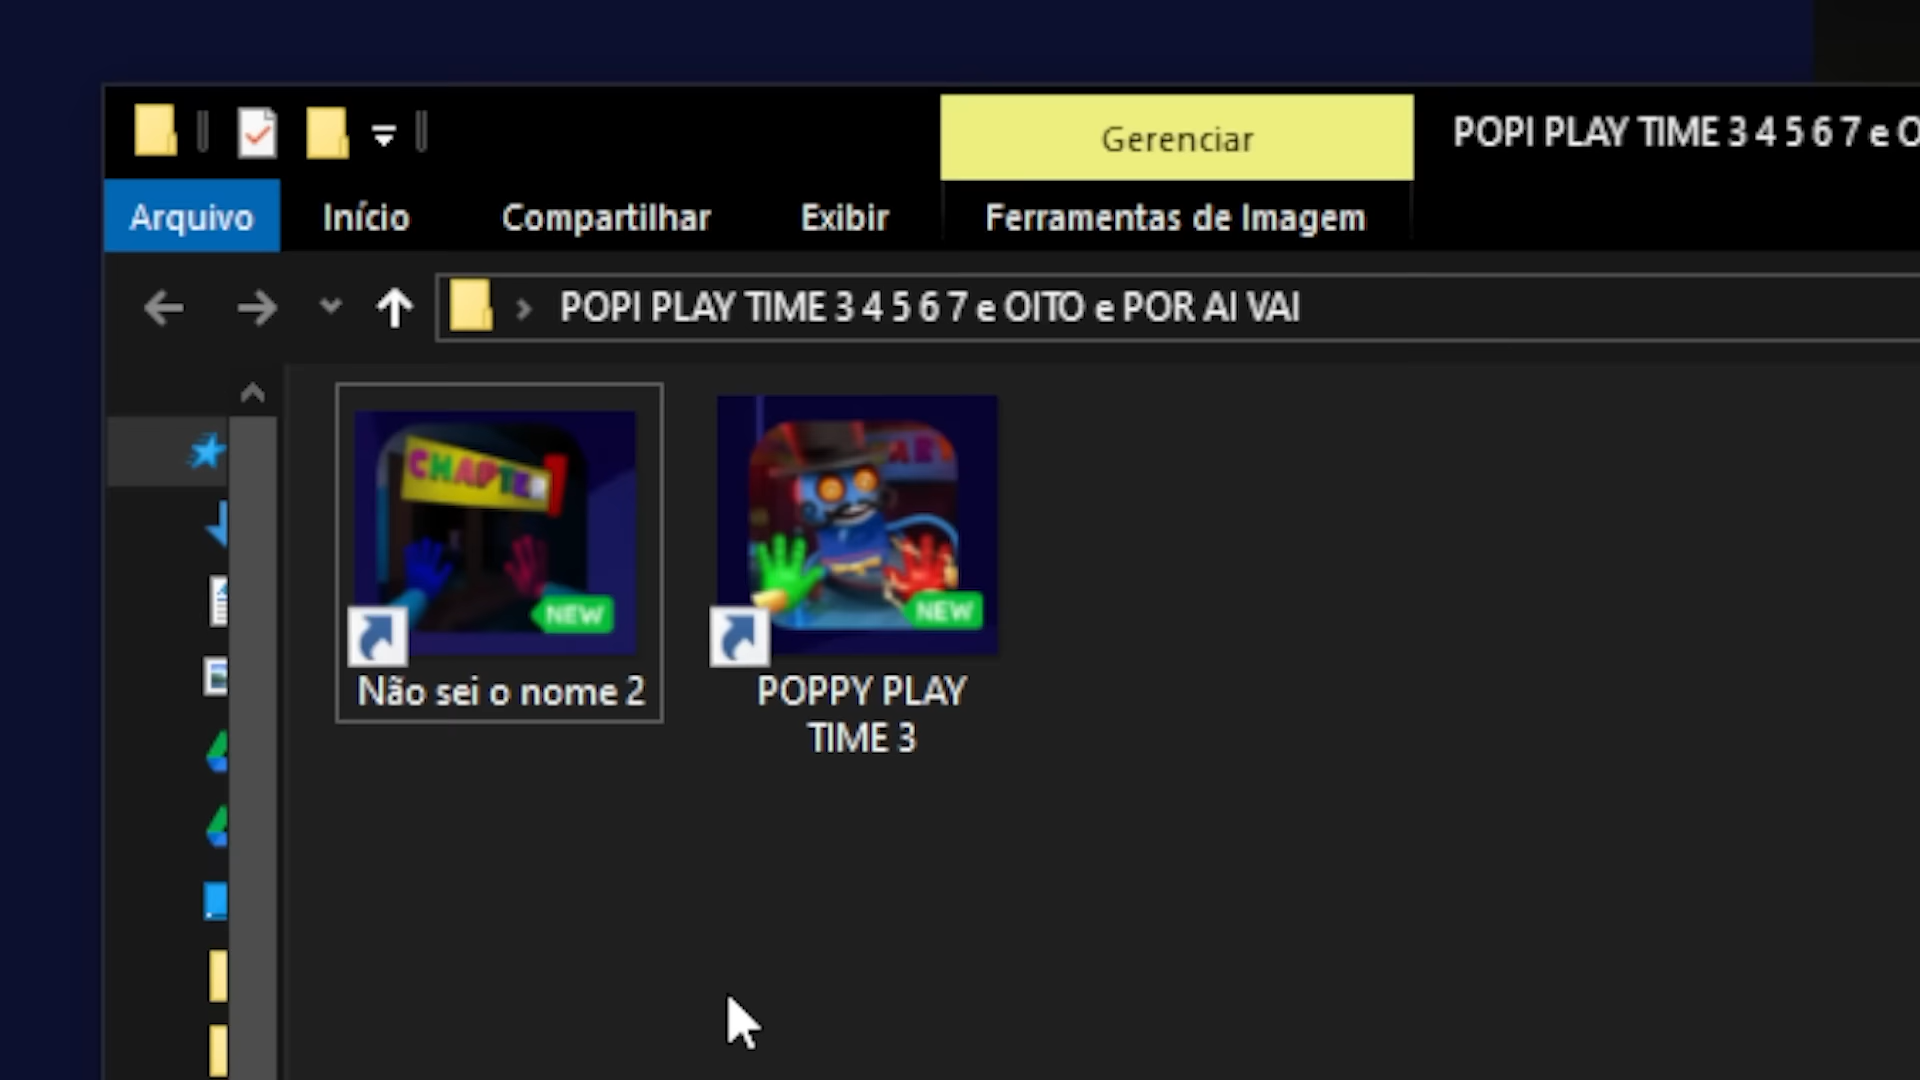 Gerenciar
POPI PLAY TIME 3 4 5 6 7 e O
Arquivo Início Compartilhar Exibir Ferramentas de Imagem
POPI PLAY TIME 3 4 5 6 7 e OITO e POR AI VAI
CHAPTER
NEW
NEW
Não sei o nome 2
POPPY PLAY
TIME 3